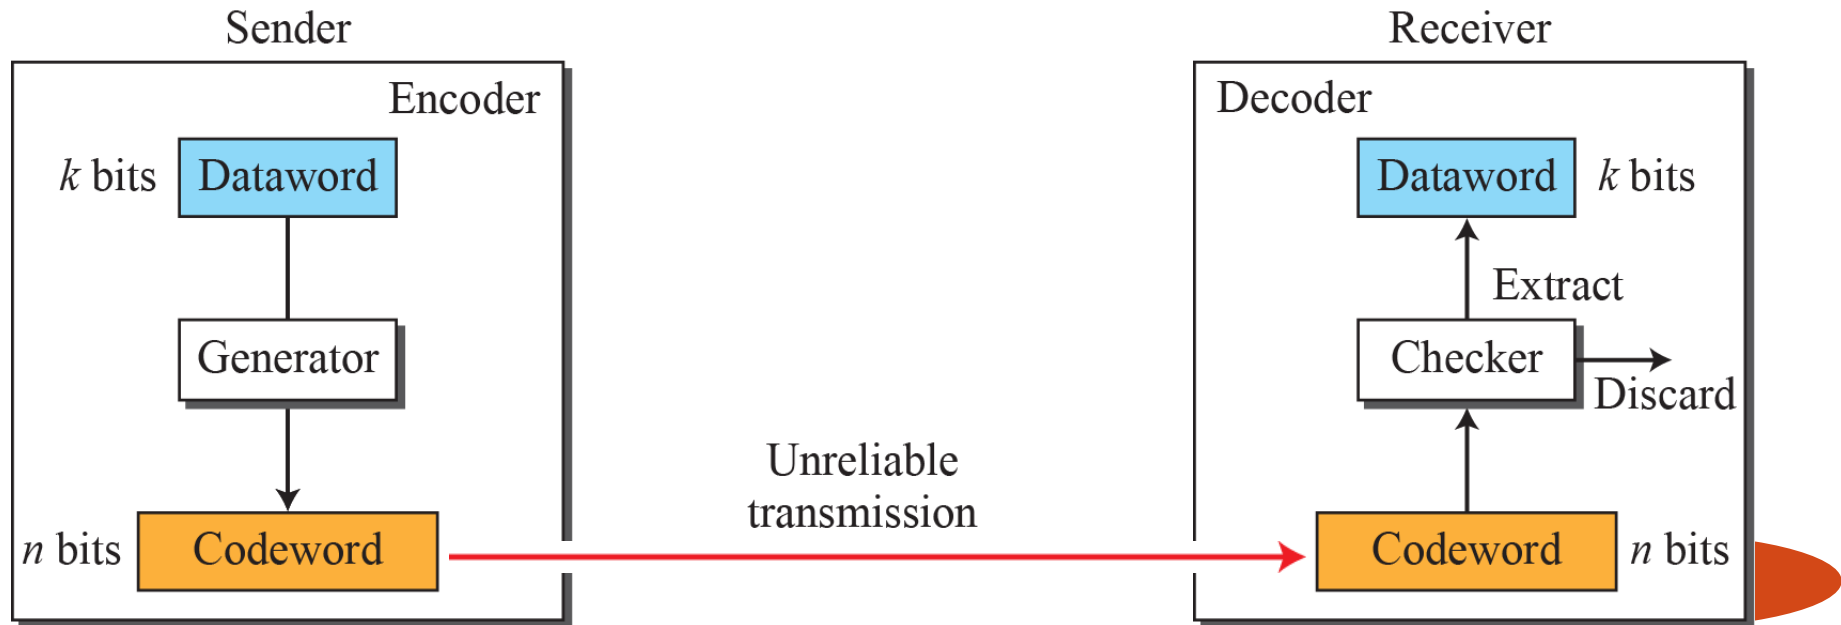 Sender
Encoder
k bits
Dataword
Generator
n bits
Codeword
Unreliable
transmission
Receiver
Decoder
Dataword
k bits
Extract
Checker
Discard
Codeword
n bits